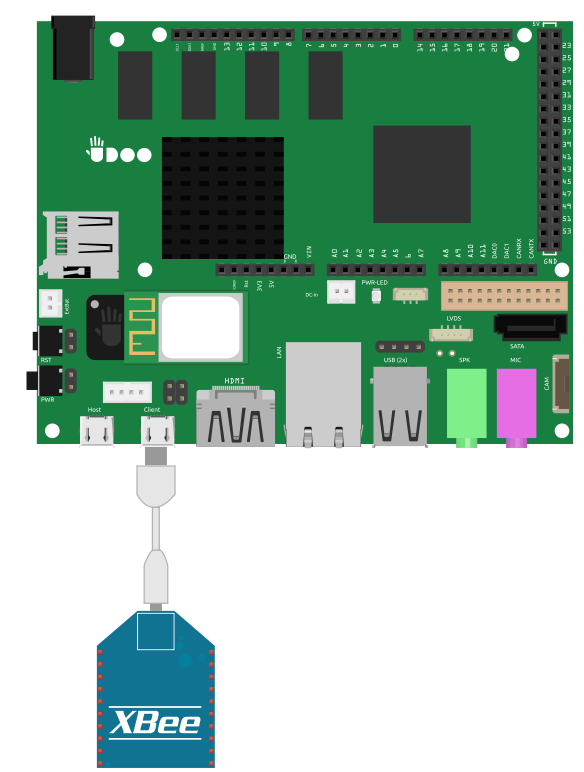 5V
13 12 11 10 9 8
7 6 5 4 3 2 1 0
14 15 16 17 18 19 20 21
23
25
27
29
31
33
35
37
39
41
43
45
47
49
51
53
GND
DOO
GND
VIN
A0 A1 A2 A3 A4 A5 6 A7
A8 A9 A10 A11 DAC0 DAC1 CANRX CANTX
3V3 5V
PWR-LED
DC-in
ExtBat
LVDS
SATA
RST
LAN
USB (2x)
SPK
MIC
CAM
HDMI
PWR
Host
Client
XBee